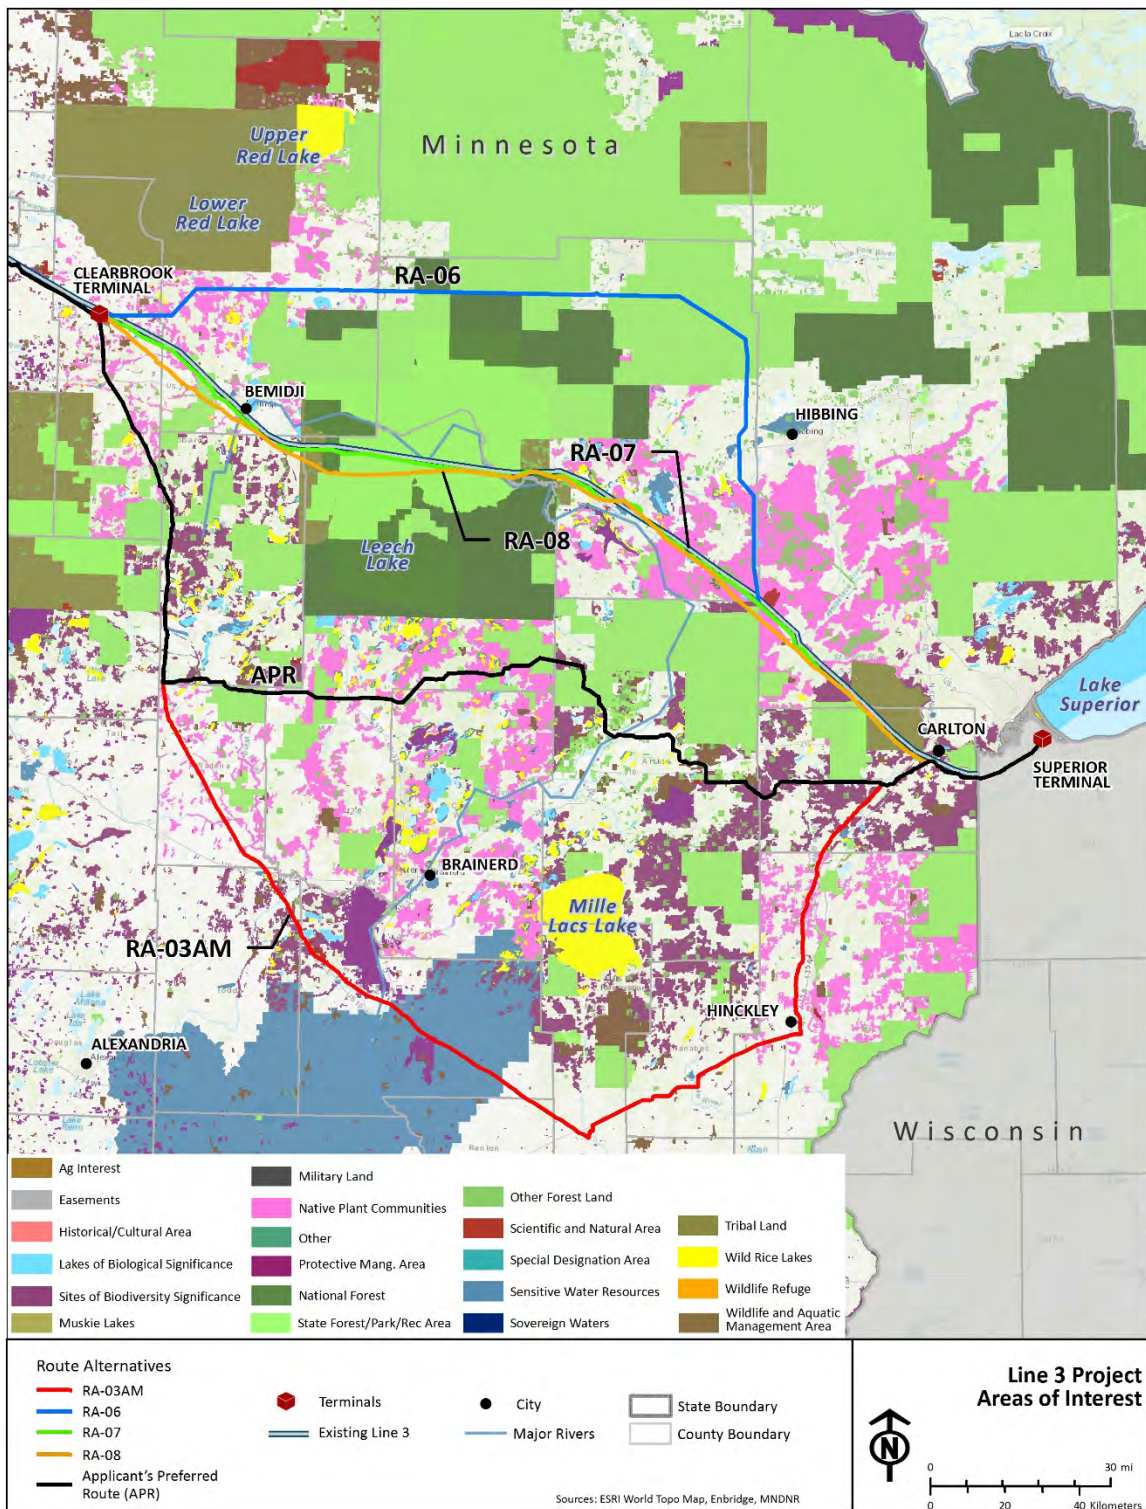 Lac la Croix
Minnesota
Upper
Red Lake
Lower
Red Lake
CLEARBROOK
TERMINAL
RA-06
BEMIDJI
HIBBING
RA-07
RA-08
Leech
Lake
APR
Lake
Superior
CARLTON
SUPERIOR
TERMINAL
BRAINERD
Mille
Lacs Lake
RA-03AM
HINCKLEY
ALEXANDRIA
Todd
Douglas
Benton
Kanabec
Wisconsin
Ag Interest
Easements
Historical/Cultural Area
Lakes of Biological Significance
Sites of Biodiversity Significance
Muskie Lakes
Military Land
Native Plant Communities
Other
Protective Mang. Area
National Forest
State Forest/Park/Rec Area
Other Forest Land
Scientific and Natural Area
Special Designation Area
Sensitive Water Resources
Sovereign Waters
Tribal Land
Wild Rice Lakes
Wildlife Refuge
Wildlife and Aquatic
Management Area
Route Alternatives
RA-03AM
RA-06
RA-07
RA-08
Applicant's Preferred
Route (APR)
Terminals
Existing Line 3
City
Major Rivers
State Boundary
County Boundary
Sources: ESRI World Topo Map, Enbridge, MNDNR
Line 3 Project
Areas of Interest
N
0 30 mi
0 20 40 Kilometers